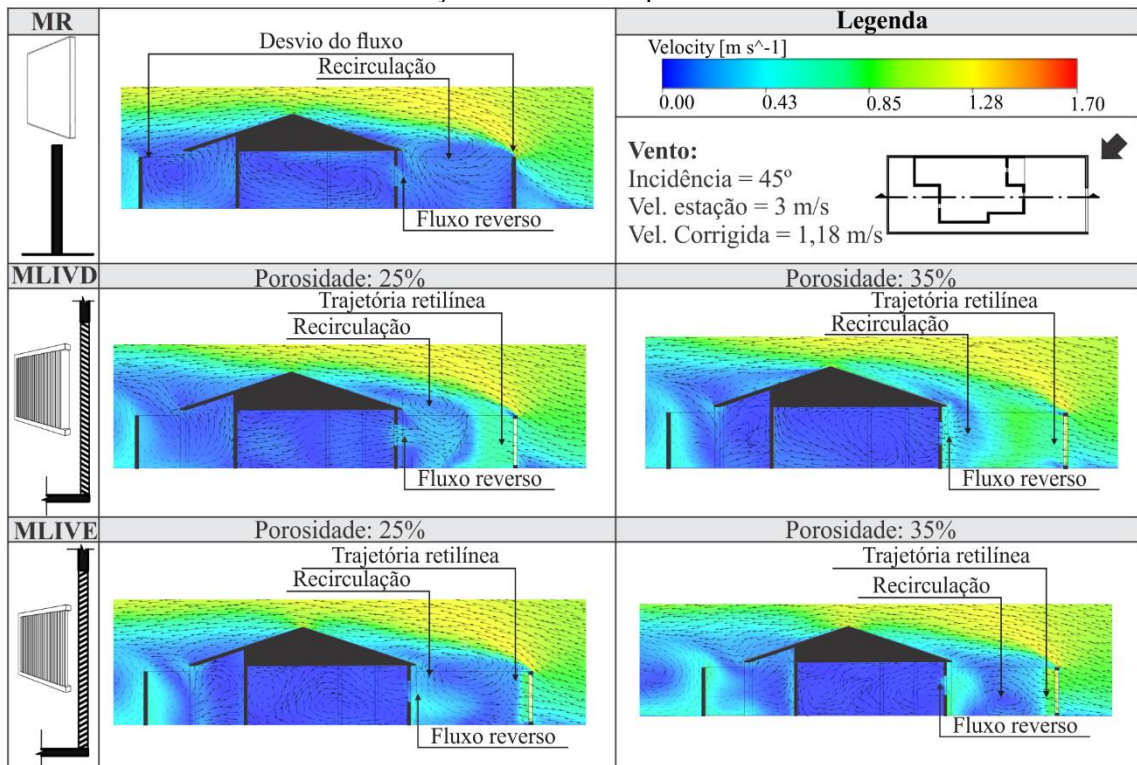 MR
Desvio do fluxo
Recirculação
Fluxo reverso
Legenda
Velocity [m s^-1]
0.00 0.43 0.85 1.28 1.70
Vento:
Incidência = 45º
Vel. estação = 3 m/s
Vel. Corrigida = 1,18 m/s
MLIVD
Porosidade: 25%
Trajetória retilínea
Recirculação
Fluxo reverso
Porosidade: 35%
Trajetória retilínea
Recirculação
Fluxo reverso
MLIVE
Porosidade: 25%
Trajetória retilínea
Recirculação
Fluxo reverso
Porosidade: 35%
Trajetória retilínea
Recirculação
Fluxo reverso